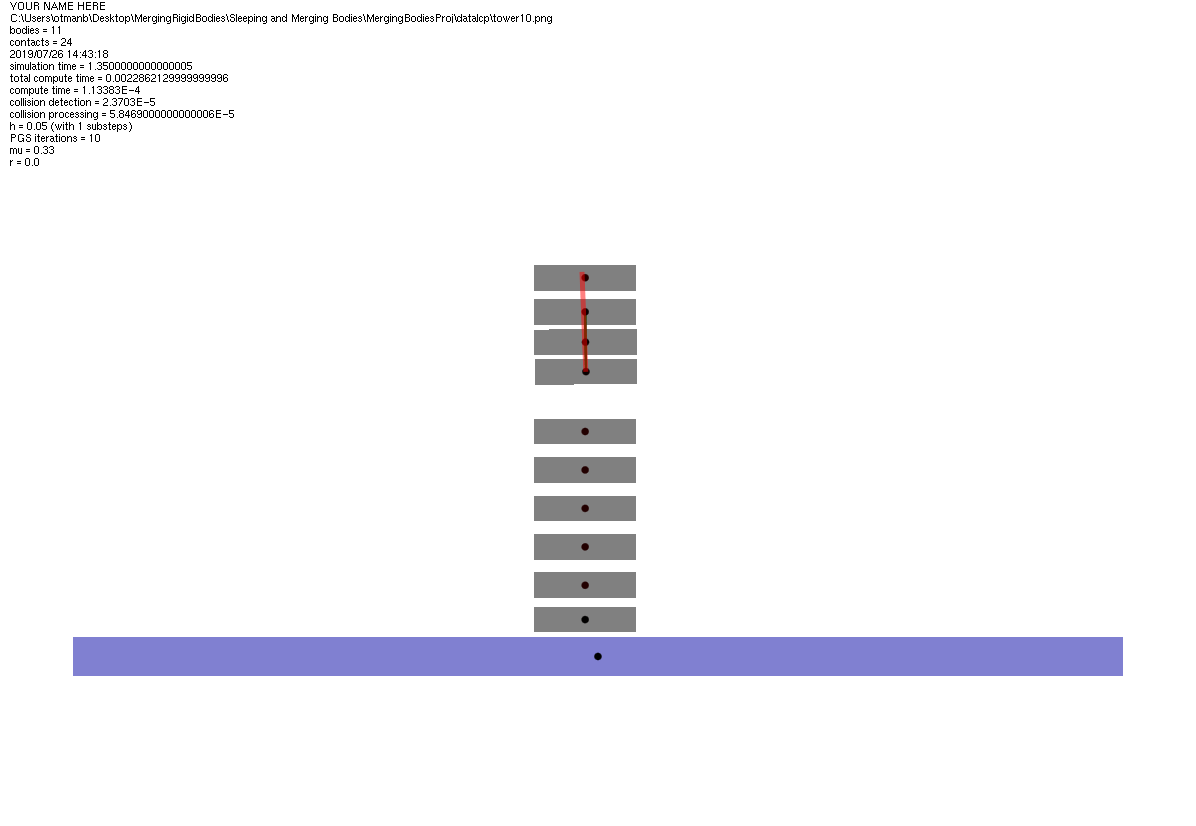 YOUR NAME HERE
C:\Users\otmanb\Desktop\MergingRigidBodies\Sleeping and Merging Bodies\MergingBodiesProj\datalcp\tower10.png
bodies = 11
contacts = 24
2019/07/26 14:43:18
simulation time = 1.3500000000000005
total compute time = 0.0022862129999999996
compute time = 1.13383E-4
collision detection = 2.3703E-5
collision processing = 5.8469000000000006E-5
h = 0.05 (with 1 substeps)
PGS iterations = 10
mu = 0.33
r = 0.0